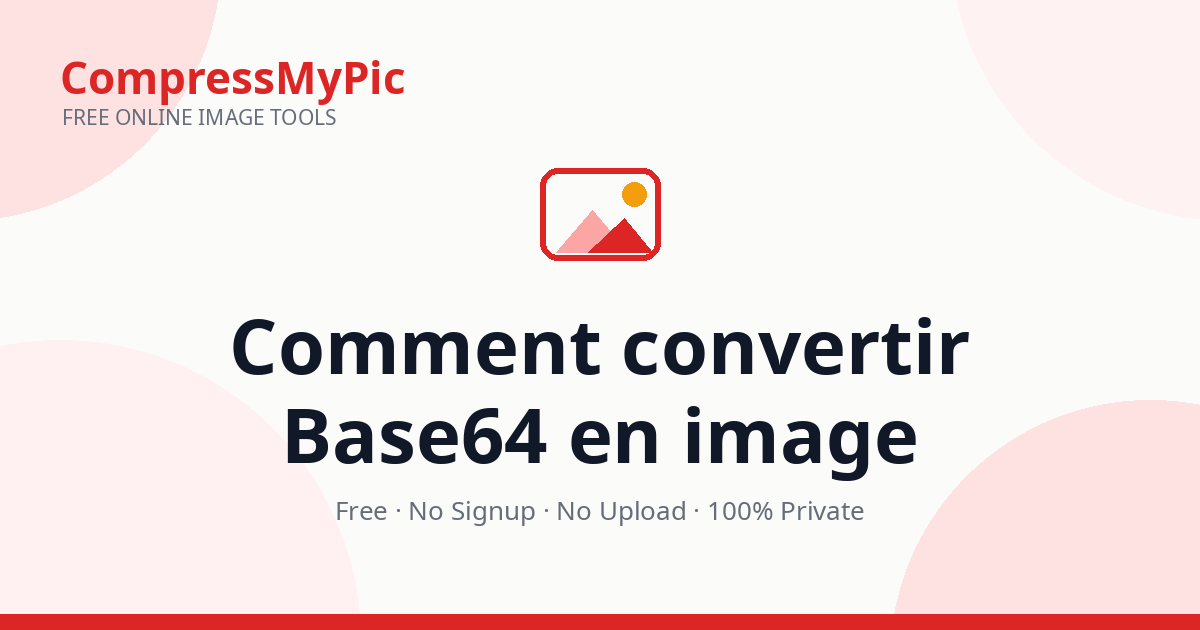 CompressMyPic
FREE ONLINE IMAGE TOOLS
Comment convertir
Base64 en image
Free · No Signup · No Upload · 100% Private